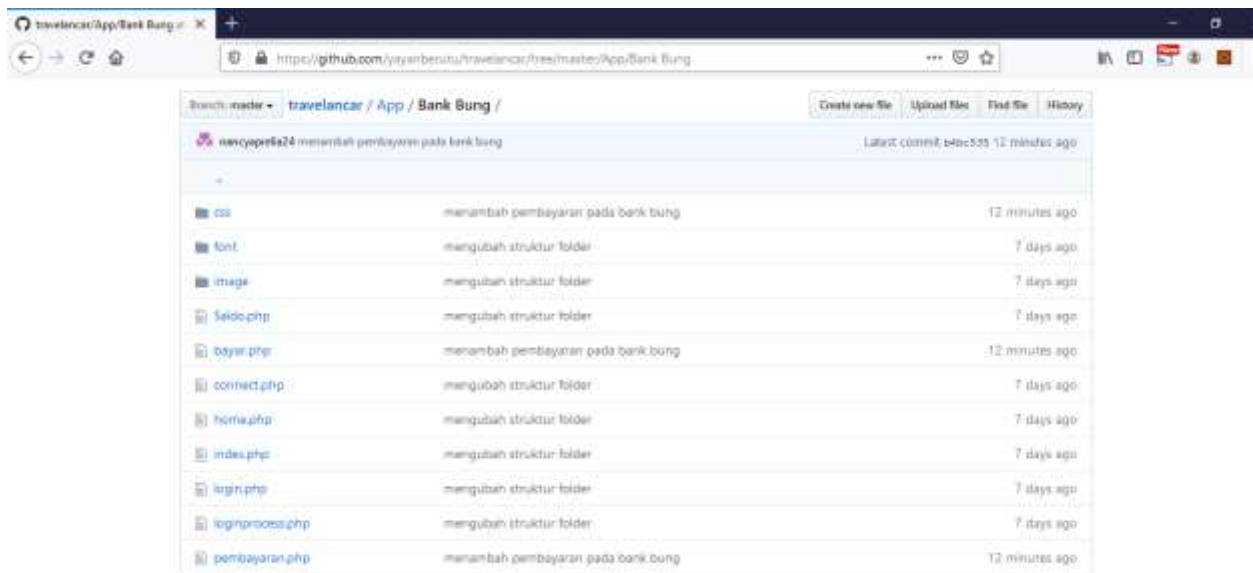 travelancar/App/Bank Bung
https://github.com/yayanberutu/travelancar/tree/master/App/Bank Bung
Branch: master travelancar / App / Bank Bung / Create new file Upload files Find file History
nancyaprelia24 menambah pembayaran pada bank bung Latest commit 12 minutes ago
..
css menambah pembayaran pada bank bung 12 minutes ago
font mengubah struktur folder 7 days ago
image mengubah struktur folder 7 days ago
Saldo.php mengubah struktur folder 7 days ago
bayar.php menambah pembayaran pada bank bung 12 minutes ago
connect.php mengubah struktur folder 7 days ago
home.php mengubah struktur folder 7 days ago
index.php mengubah struktur folder 7 days ago
login.php mengubah struktur folder 7 days ago
loginprocess.php mengubah struktur folder 7 days ago
pembayaran.php menambah pembayaran pada bank bung 12 minutes ago